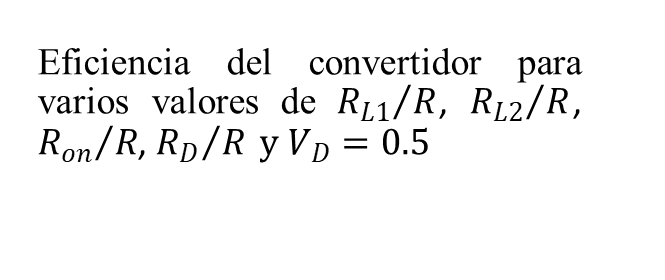 Eficiencia del convertidor para
varios valores de R_{L1}/R, R_{L2}/R,
R_{on}/R, R_D/R y V_D = 0.5